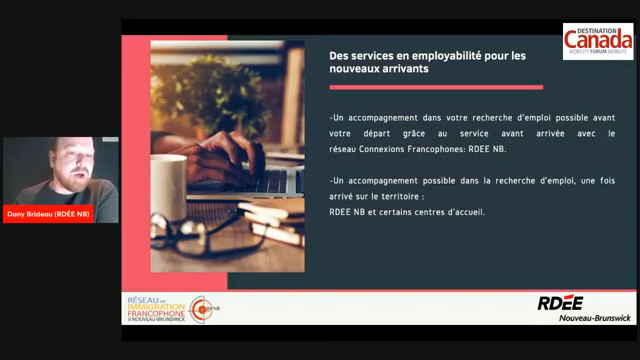 DESTINATION
Canada
MOBILITY FORUM MOBILITÉ
Des services en employabilité pour les
nouveaux arrivants
-Un accompagnement dans votre recherche d'emploi possible avant
votre départ grâce au service avant arrivée avec le
réseau Connexions Francophones: RDEE NB.
-Un accompagnement possible dans la recherche d'emploi, une fois
arrivé sur le territoire :
RDEE NB et certains centres d'accueil.
Dany Brideau (RDÉE NB)
RÉSEAU EN
IMMIGRATION
FRANCOPHONE
DU NOUVEAU-BRUNSWICK
RDÉE
Nouveau-Brunswick